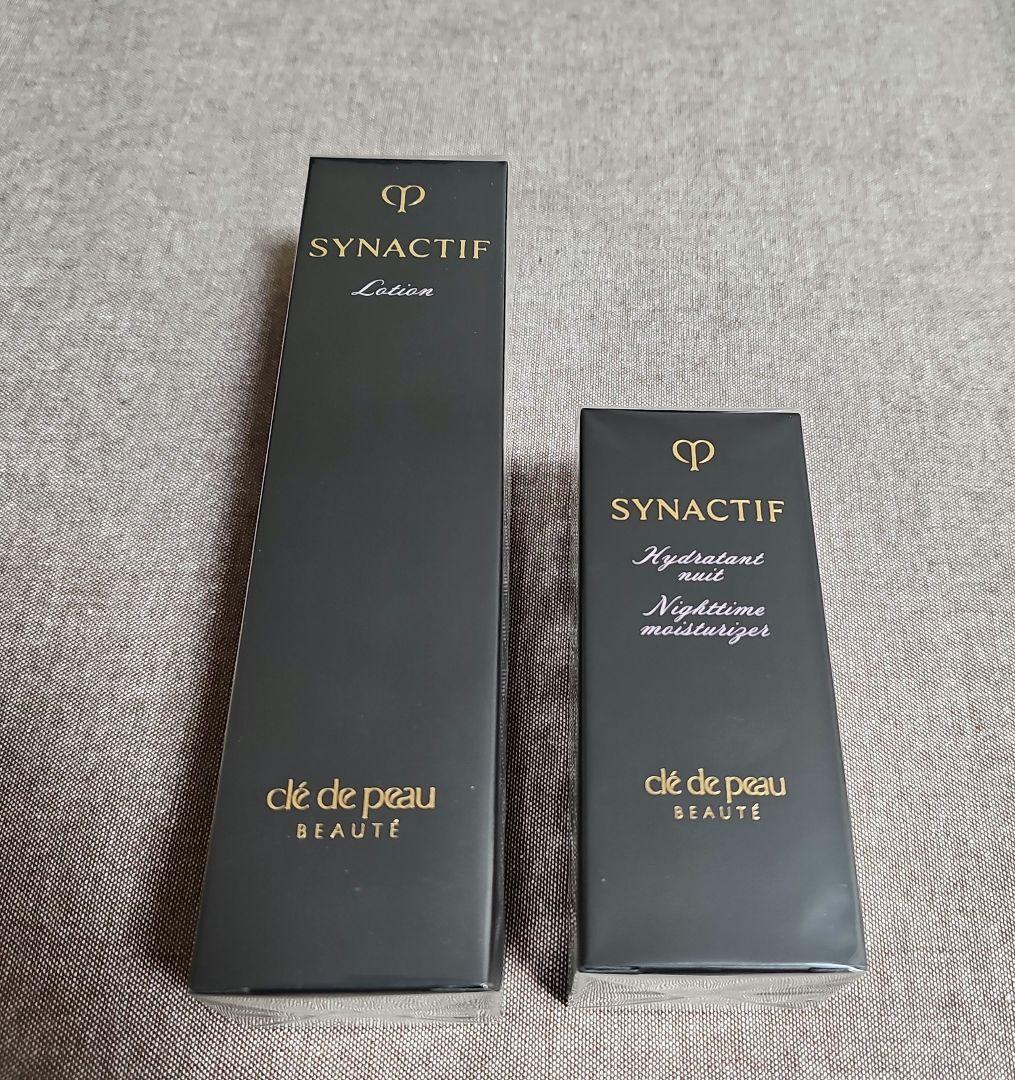 SYNACTIF
Lotion
clé de peau
BEAUTÉ
SYNACTIF
Hydratant
nuit
Nighttime
moisturizer
clé de peau
BEAUTÉ